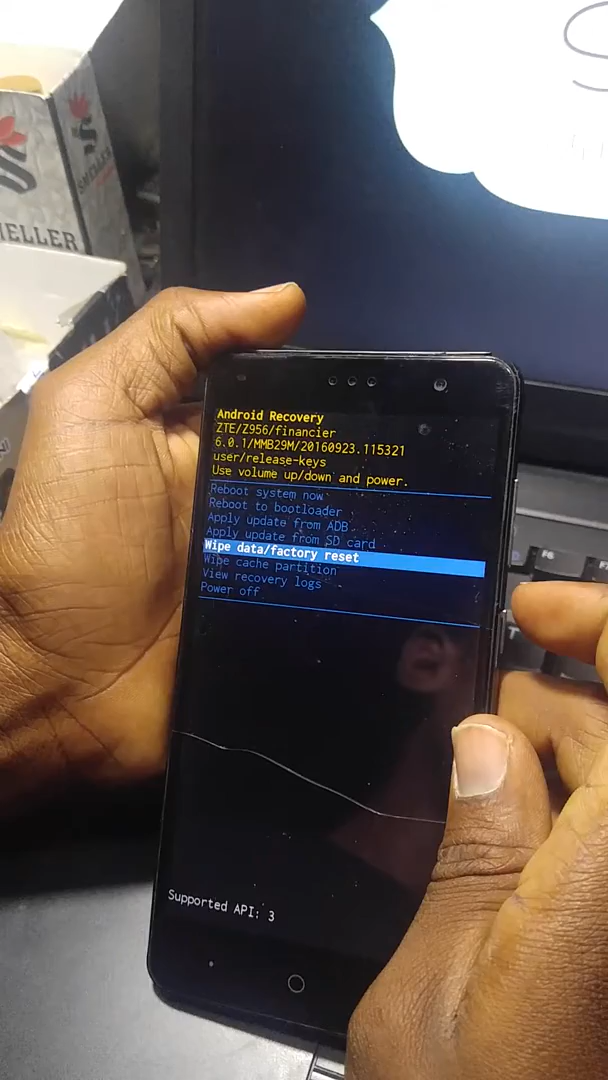 Android Recovery
ZTE/Z956/financier
6.0.1/MMB29M/20160923.115321
user/release-keys
Use volume up/down and power.
Reboot system now
Reboot to bootloader
Apply update from ADB
Apply update from SD card
Wipe data/factory reset
Wipe cache partition
View recovery logs
Power off
Supported API: 3
F6
T